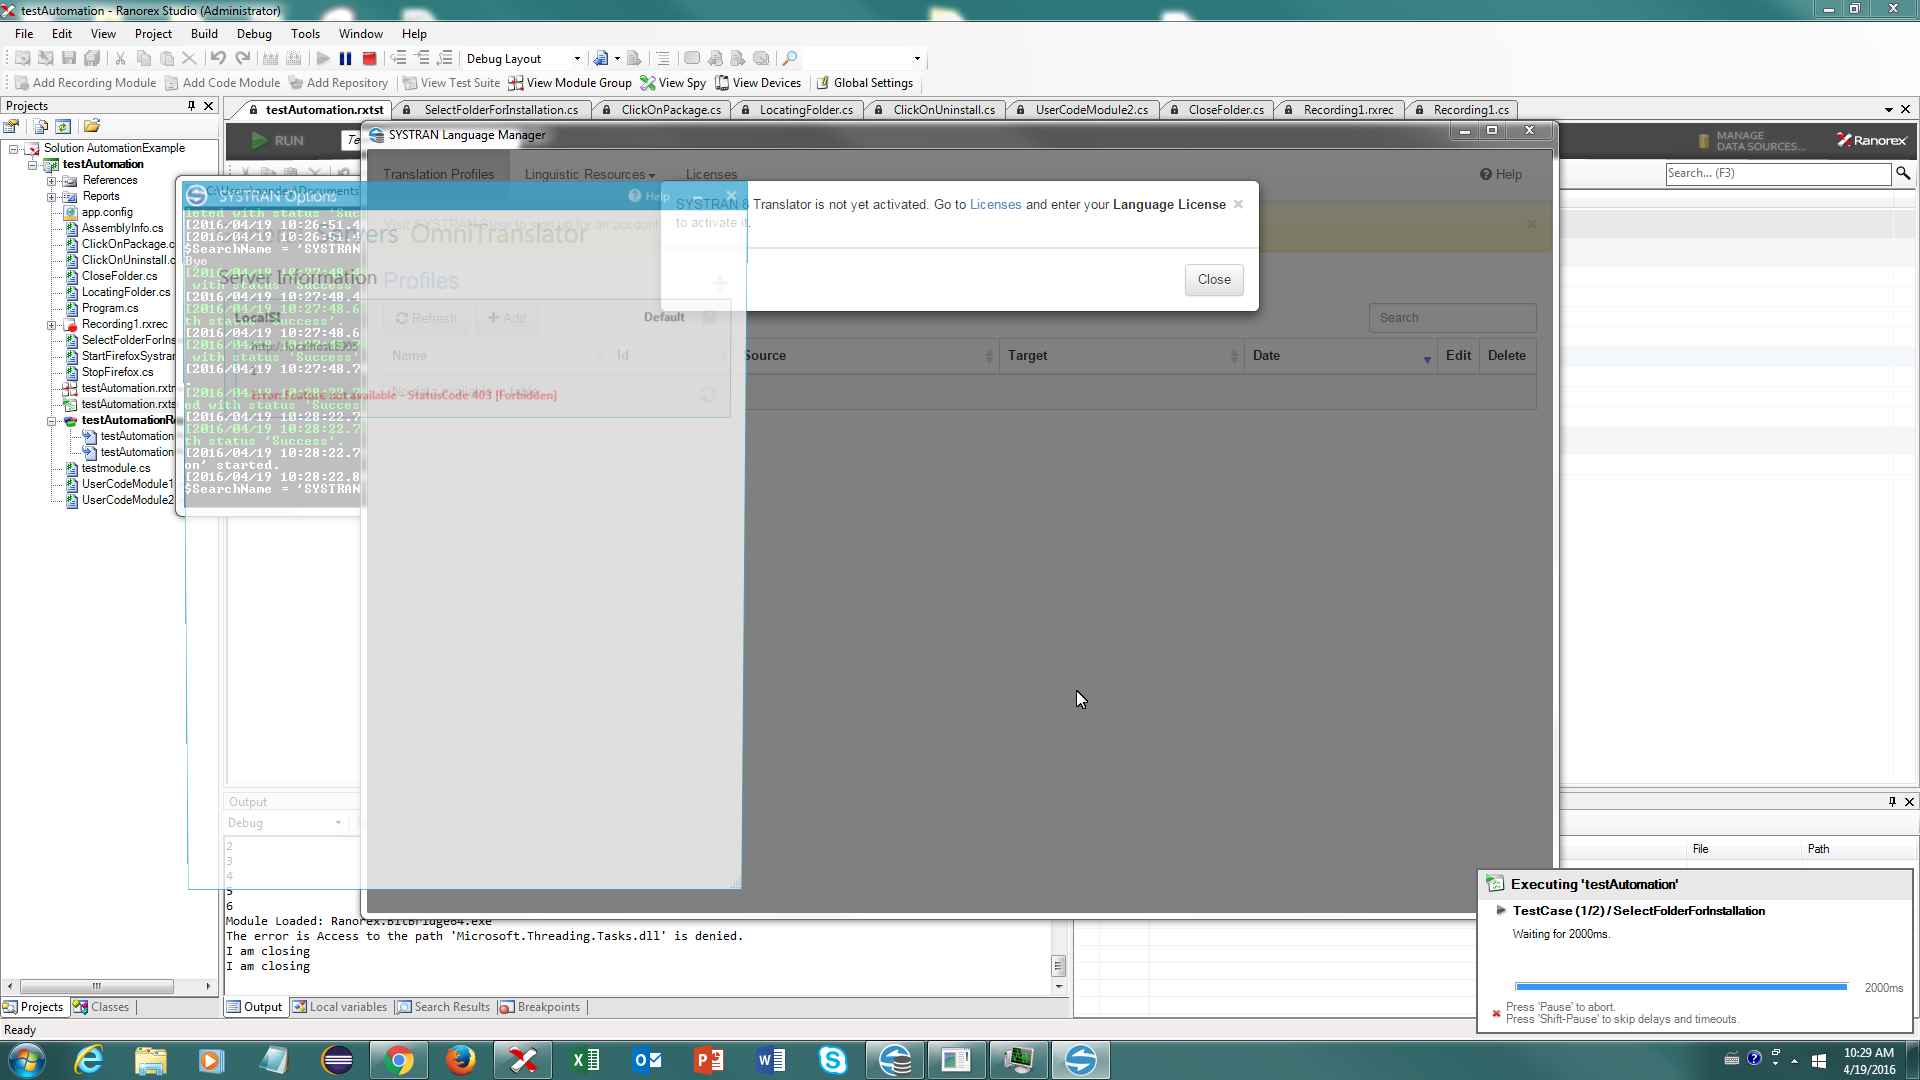 testAutomation - Ranorex Studio (Administrator)
File Edit View Project Build Debug Tools Window Help
Debug Layout
Add Recording Module Add Code Module Add Repository View Test Suite View Module Group View Spy View Devices Global Settings
Projects
testAutomation.rxtst SelectFolderForInstallation.cs ClickOnPackage.cs LocatingFolder.cs ClickOnUninstall.cs UserCodeModule2.cs CloseFolder.cs Recording1.rxrec Recording1.cs
RUN
MANAGE
DATA SOURCES...
Ranorex
Search... (F3)
Solution AutomationExample
testAutomation
References
Reports
app.config
AssemblyInfo.cs
ClickOnPackage.c
ClickOnUninstall.c
CloseFolder.cs
LocatingFolder.cs
Program.cs
Recording1.rxrec
SelectFolderForIns
StartFirefoxSystran
StopFirefox.cs
testAutomation.rxtm
testAutomation.rxts
testAutomationR
testAutomation
testAutomation
testmodule.cs
UserCodeModule1
UserCodeModule2
SYSTRAN Language Manager
Translation Profiles Linguistic Resources Licenses Help
SYSTRAN Options Help
SYSTRAN & Translator is not yet activated. Go to Licenses and enter your Language License
to activate it.
Close
Servers OmniTranslator
Server Information
Profiles
Default
Refresh Add Search
Name Id Source Target Date Edit Delete
Error: Feature not available - StatusCode 403 [Forbidden]
leted with status 'Suc
[2016/04/19 10:26:51.4
[2016/04/19 10:26:51.4
$SearchName = 'SYSTRAN
Bye
[2016/04/19 10:27:48.4
with status 'Success'
[2016/04/19 10:27:48.4
[2016/04/19 10:27:48.6
th status 'Success'.
[2016/04/19 10:27:48.6
[2016/04/19 10:27:48.7
with status 'Success'
[2016/04/19 10:27:48.7
.
[2016/04/19 10:28:22.7
ed with status 'Succes
[2016/04/19 10:28:22.7
[2016/04/19 10:28:22.7
th status 'Success'.
[2016/04/19 10:28:22.7
on' started.
[2016/04/19 10:28:22.8
$SearchName = 'SYSTRAN
Output
Debug
2
3
4
5
6
Module Loaded: Ranorex.BitBridge64.exe
The error is Access to the path 'Microsoft.Threading.Tasks.dll' is denied.
I am closing
I am closing
File Path
Executing 'testAutomation'
TestCase (1/2) / SelectFolderForInstallation
Waiting for 2000ms.
2000ms
Press 'Pause' to abort.
Press 'Shift-Pause' to skip delays and timeouts.
Projects Classes
Output Local variables Search Results Breakpoints
Ready
10:29 AM
4/19/2016